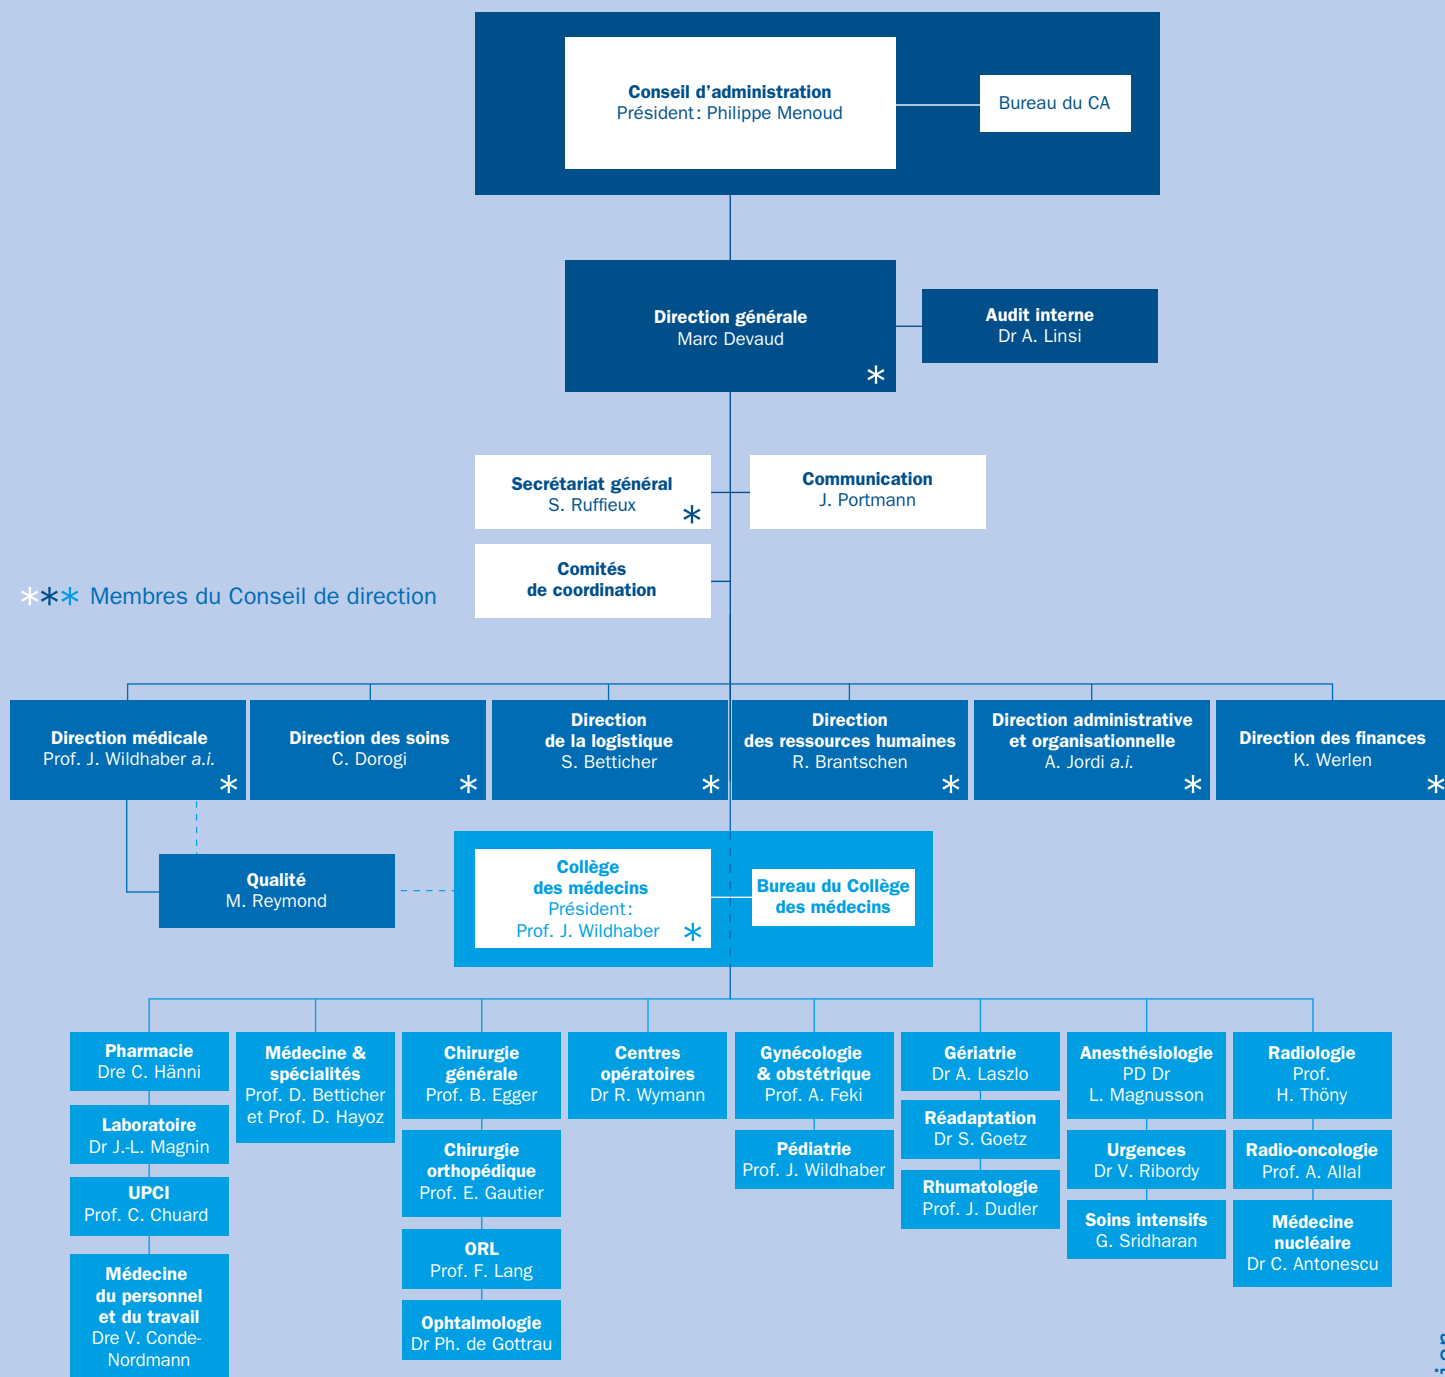 Conseil d’administration
Président: Philippe Menoud
Bureau du CA
Direction générale
Marc Devaud
*
Audit interne
Dr A. Linsi
Secrétariat général
S. Ruffieux
*
Communication
J. Portmann
Comités
de coordination
*** Membres du Conseil de direction
Direction médicale
Prof. J. Wildhaber a.i.
*
Direction des soins
C. Dorogi
*
Direction
de la logistique
S. Betticher
*
Direction
des ressources humaines
R. Brantschen
*
Direction administrative
et organisationnelle
A. Jordi a.i.
*
Direction des finances
K. Werlen
*
Qualité
M. Reymond
Collège
des médecins
Président:
Prof. J. Wildhaber
*
Bureau du Collège
des médecins
Pharmacie
Dre C. Hänni
Laboratoire
Dr J.-L. Magnin
UPCI
Prof. C. Chuard
Médecine
du personnel
et du travail
Dre V. Conde-
Nordmann
Médecine &
spécialités
Prof. D. Betticher
et Prof. D. Hayoz
Chirurgie
générale
Prof. B. Egger
Chirurgie
orthopédique
Prof. E. Gautier
ORL
Prof. F. Lang
Ophtalmologie
Dr Ph. de Gottrau
Centres
opératoires
Dr R. Wymann
Gynécologie
& obstétrique
Prof. A. Feki
Pédiatrie
Prof. J. Wildhaber
Gériatrie
Dr A. Laszlo
Réadaptation
Dr S. Goetz
Rhumatologie
Prof. J. Dudler
Anesthésiologie
PD Dr
L. Magnusson
Urgences
Dr V. Ribordy
Soins intensifs
G. Sridharan
Radiologie
Prof.
H. Thöny
Radio-oncologie
Prof. A. Allal
Médecine
nucléaire
Dr C. Antonescu